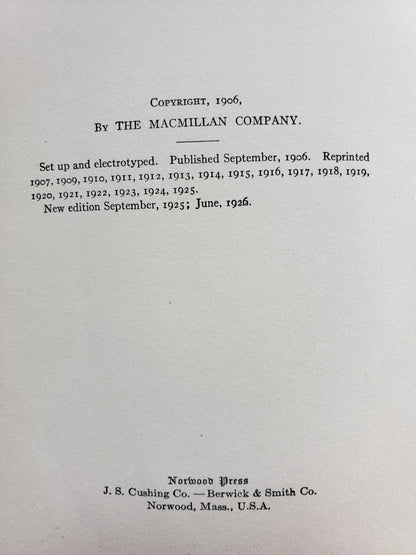 COPYRIGHT, 1906,
BY THE MACMILLAN COMPANY.
Set up and electrotyped. Published September, 1906. Reprinted
1907, 1909, 1910, 1911, 1912, 1913, 1914, 1915, 1916, 1917, 1918, 1919,
1920, 1921, 1922, 1923, 1924, 1925.
New edition September, 1925; June, 1926.
Norwood Press
J. S. Cushing Co. — Berwick & Smith Co.
Norwood, Mass., U.S.A.